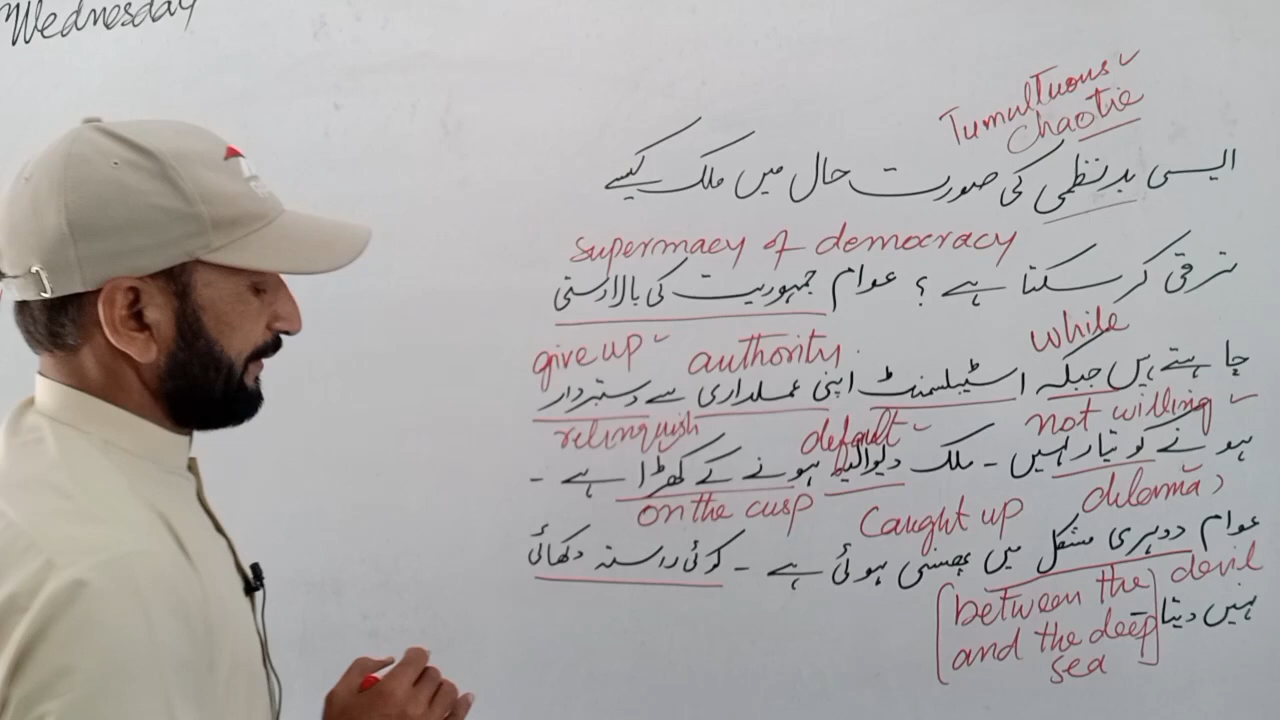 Wednesday
Tumultuous
chaotic
ایسی بدنظمی کی صورت حال میں ملک کیسے
supermacy of democracy
ترقی کر سکتا ہے ؟ عوام جمہوریت کی بالادستی
give up authority. while
چاہتے ہیں جبکہ اسٹیبلشمنٹ اپنی عملداری سے دستبردار
relinquish default not willing
ہونے کو تیار نہیں ۔ ملک دیوالیہ ہونے کے کھڑا ہے ۔
on the cusp Caught up dilema,
عوام دوہری مشکل میں پھنسی ہوئی ہے ۔ کوئی راستہ دکھائی
[between the] devil
نہیں دیتا
and the deep
sea